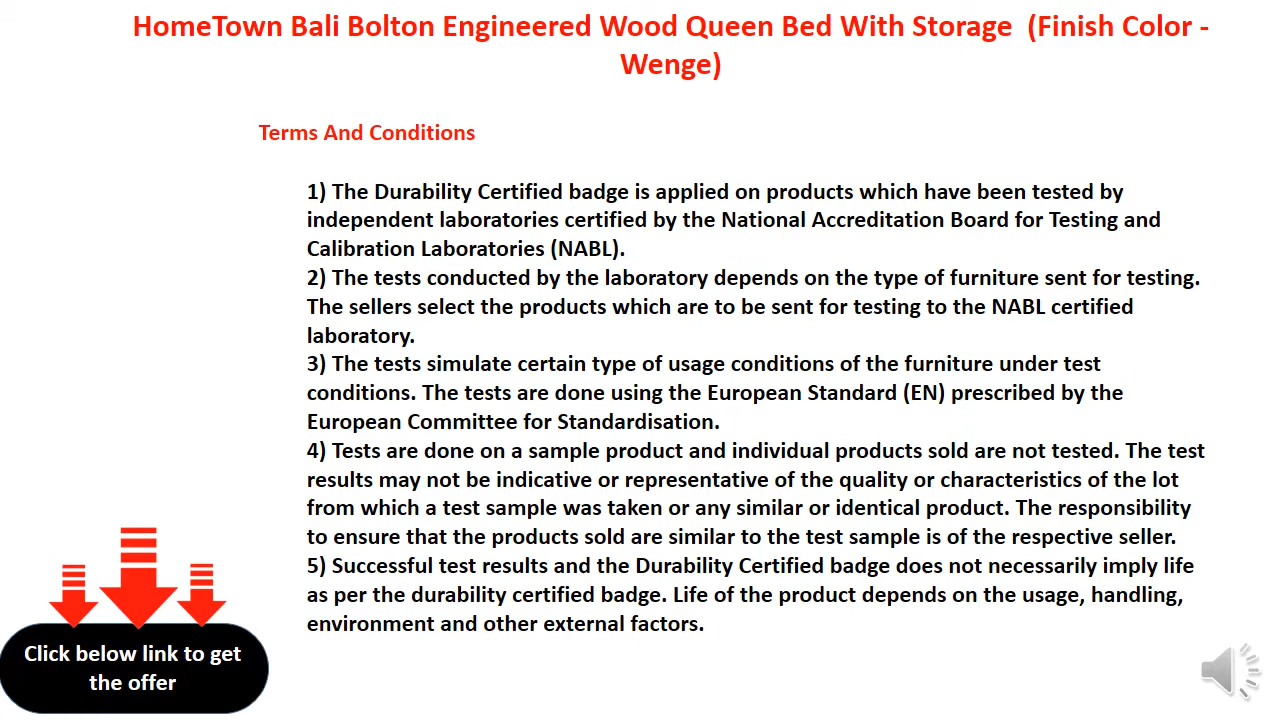 HomeTown Bali Bolton Engineered Wood Queen Bed With Storage  (Finish Color -
Wenge)
Terms And Conditions
1) The Durability Certified badge is applied on products which have been tested by
independent laboratories certified by the National Accreditation Board for Testing and
Calibration Laboratories (NABL).
2) The tests conducted by the laboratory depends on the type of furniture sent for testing.
The sellers select the products which are to be sent for testing to the NABL certified
laboratory.
3) The tests simulate certain type of usage conditions of the furniture under test
conditions. The tests are done using the European Standard (EN) prescribed by the
European Committee for Standardisation.
4) Tests are done on a sample product and individual products sold are not tested. The test
results may not be indicative or representative of the quality or characteristics of the lot
from which a test sample was taken or any similar or identical product. The responsibility
to ensure that the products sold are similar to the test sample is of the respective seller.
5) Successful test results and the Durability Certified badge does not necessarily imply life
as per the durability certified badge. Life of the product depends on the usage, handling,
environment and other external factors.
Click below link to get
the offer